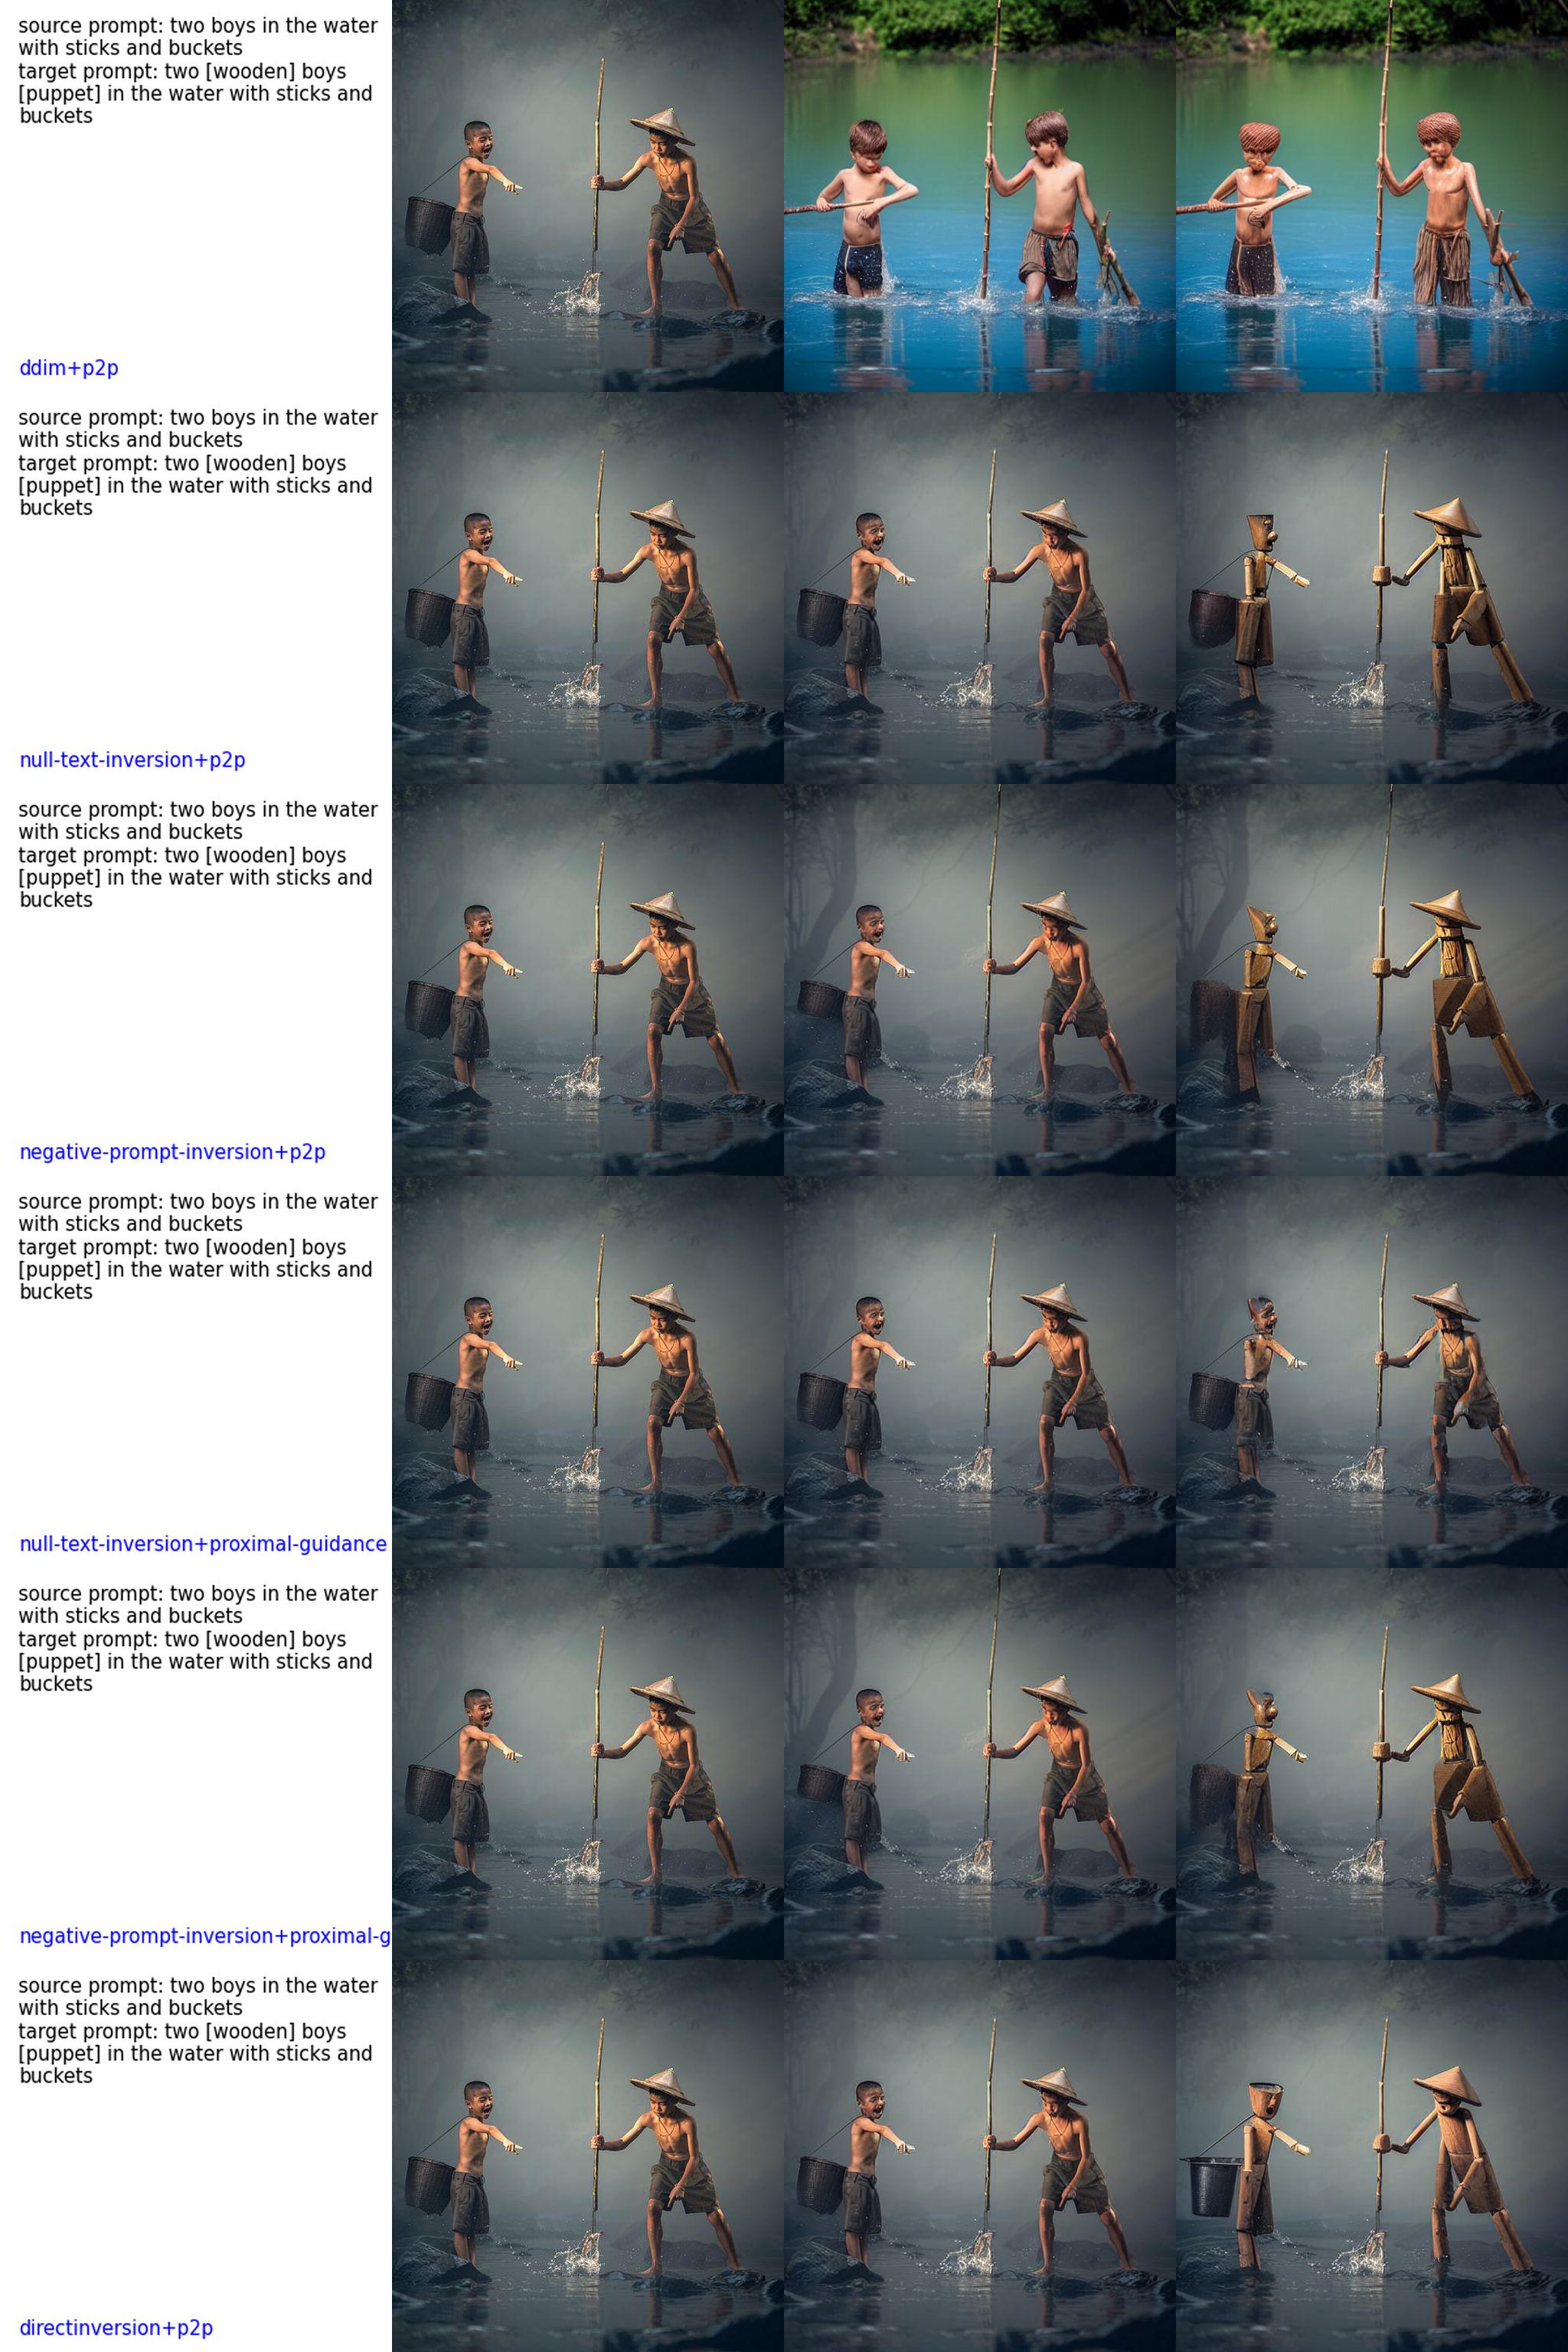 source prompt: two boys in the water
with sticks and buckets
target prompt: two [wooden] boys
[puppet] in the water with sticks and
buckets
ddim+p2p
source prompt: two boys in the water
with sticks and buckets
target prompt: two [wooden] boys
[puppet] in the water with sticks and
buckets
null-text-inversion+p2p
source prompt: two boys in the water
with sticks and buckets
target prompt: two [wooden] boys
[puppet] in the water with sticks and
buckets
negative-prompt-inversion+p2p
source prompt: two boys in the water
with sticks and buckets
target prompt: two [wooden] boys
[puppet] in the water with sticks and
buckets
null-text-inversion+proximal-guidance
source prompt: two boys in the water
with sticks and buckets
target prompt: two [wooden] boys
[puppet] in the water with sticks and
buckets
negative-prompt-inversion+proximal-g
source prompt: two boys in the water
with sticks and buckets
target prompt: two [wooden] boys
[puppet] in the water with sticks and
buckets
directinversion+p2p